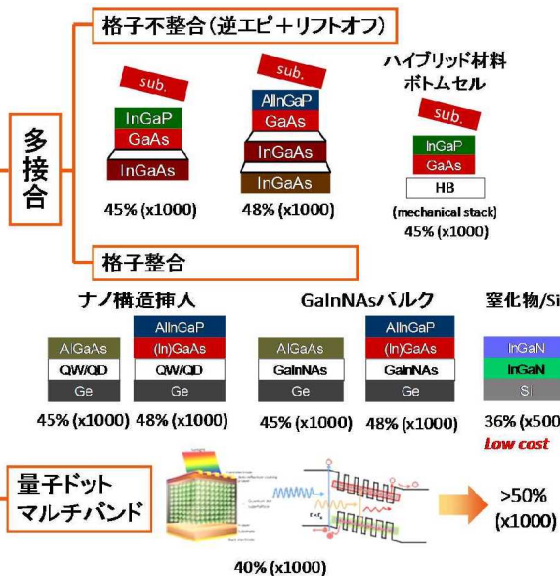 格子不整合(逆エピ+リフトオフ)
多接合
sub.
InGaP
GaAs
InGaAs
45% (x1000)
sub.
AlInGaP
GaAs
InGaAs
InGaAs
48% (x1000)
ハイブリッド材料
ボトムセル
sub.
InGaP
GaAs
HB
(mechanical stack)
45% (x1000)
格子整合
ナノ構造挿入
AlGaAs
QW/QD
Ge
45% (x1000)
AlInGaP
(In)GaAs
QW/QD
Ge
48% (x1000)
GaInNAsバルク
AlGaAs
GaInNAs
Ge
45% (x1000)
AlInGaP
(In)GaAs
GaInNAs
Ge
48% (x1000)
窒化物/Si
InGaN
InGaN
Si
36% (x500
Low cost
量子ドット
マルチバンド
40% (x1000)
>50%
(x1000)